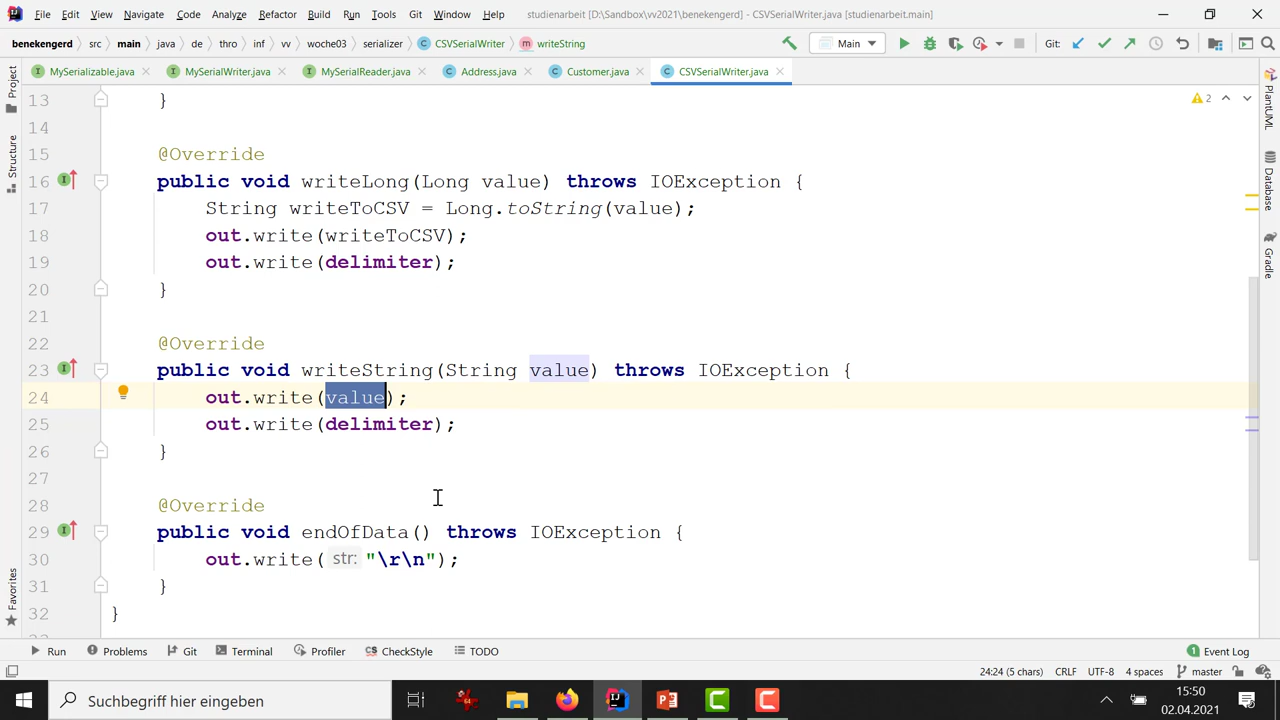 File Edit View Navigate Code Analyze Refactor Build Run Tools Git Window Help studienarbeit [D:\Sandbox\vv2021\benekengerd] - CSVSerialWriter.java [studienarbeit.main]
benekengerd src main java de thro inf vv woche03 serializer CSVSerialWriter writeString Main Git:
MySerializable.java MySerialWriter.java MySerialReader.java Address.java Customer.java CSVSerialWriter.java
Project
Structure
Favorites
PlantUML
Database
Gradle
2
13 }
14
15 @Override
16 public void writeLong(Long value) throws IOException {
17 String writeToCSV = Long.toString(value);
18 out.write(writeToCSV);
19 out.write(delimiter);
20 }
21
22 @Override
23 public void writeString(String value) throws IOException {
24 out.write(value);
25 out.write(delimiter);
26 }
27
28 @Override
29 public void endOfData() throws IOException {
30 out.write( str: "\r\n");
31 }
32 }
Run Problems Git Terminal Profiler CheckStyle TODO 1 Event Log
24:24 (5 chars) CRLF UTF-8 4 spaces master
Suchbegriff hier eingeben
15:50
02.04.2021